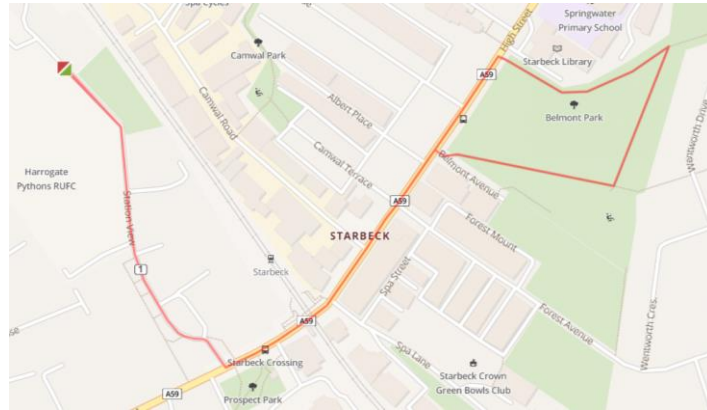 Spa Cycles
Springwater
Primary School
High Street
Camwal Park
Starbeck Library
A59
Albert Place
Belmont Park
Camwal Road
Wentworth Drive
Camwal Terrace
Belmont Avenue
Harrogate
Pythons RUFC
Station View
A59
Forest Mount
STARBECK
Starbeck
Spa Street
1
Forest Avenue
Wentworth Cres.
A59
Spa Lane
Starbeck Crossing
Starbeck Crown
Green Bowls Club
A59
Prospect Park